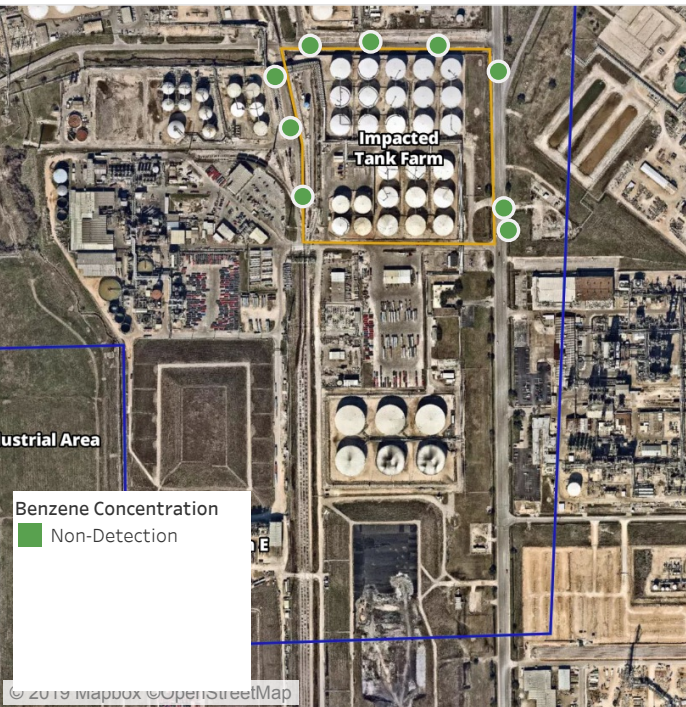 Impacted
Tank Farm
ustrial Area
E
Benzene Concentration
Non-Detection
© 2019 Mapbox ©OpenStreetMap